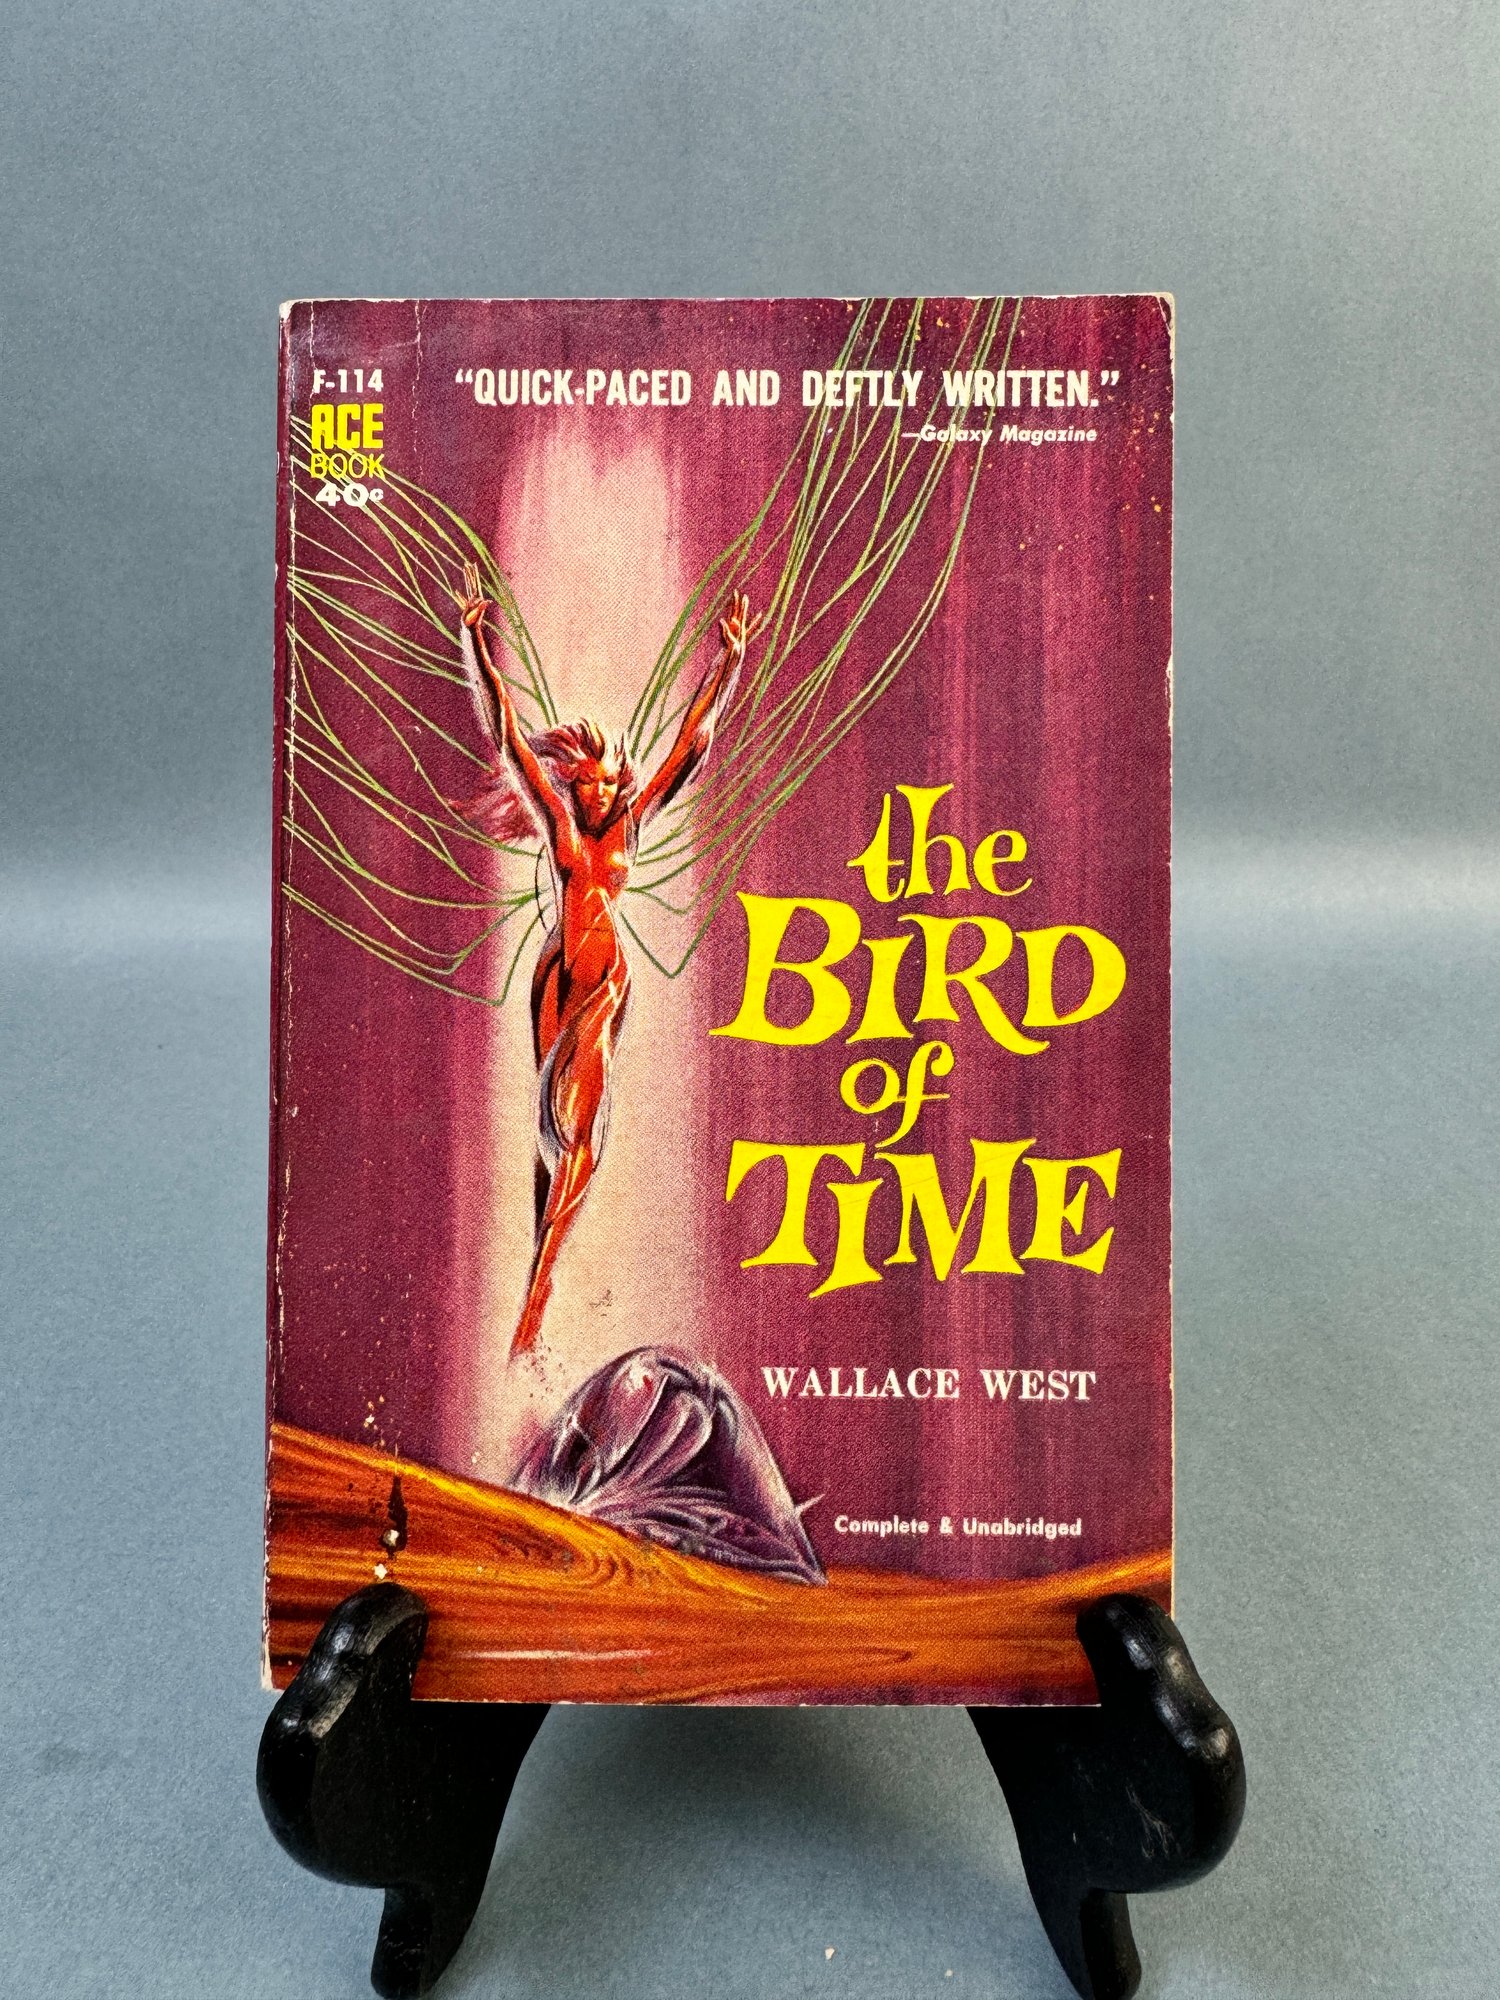 F-114
ACE
BOOK
40¢
“QUICK-PACED AND DEFTLY WRITTEN.”
—Galaxy Magazine
the
BIRD
of
TIME
WALLACE WEST
Complete & Unabridged